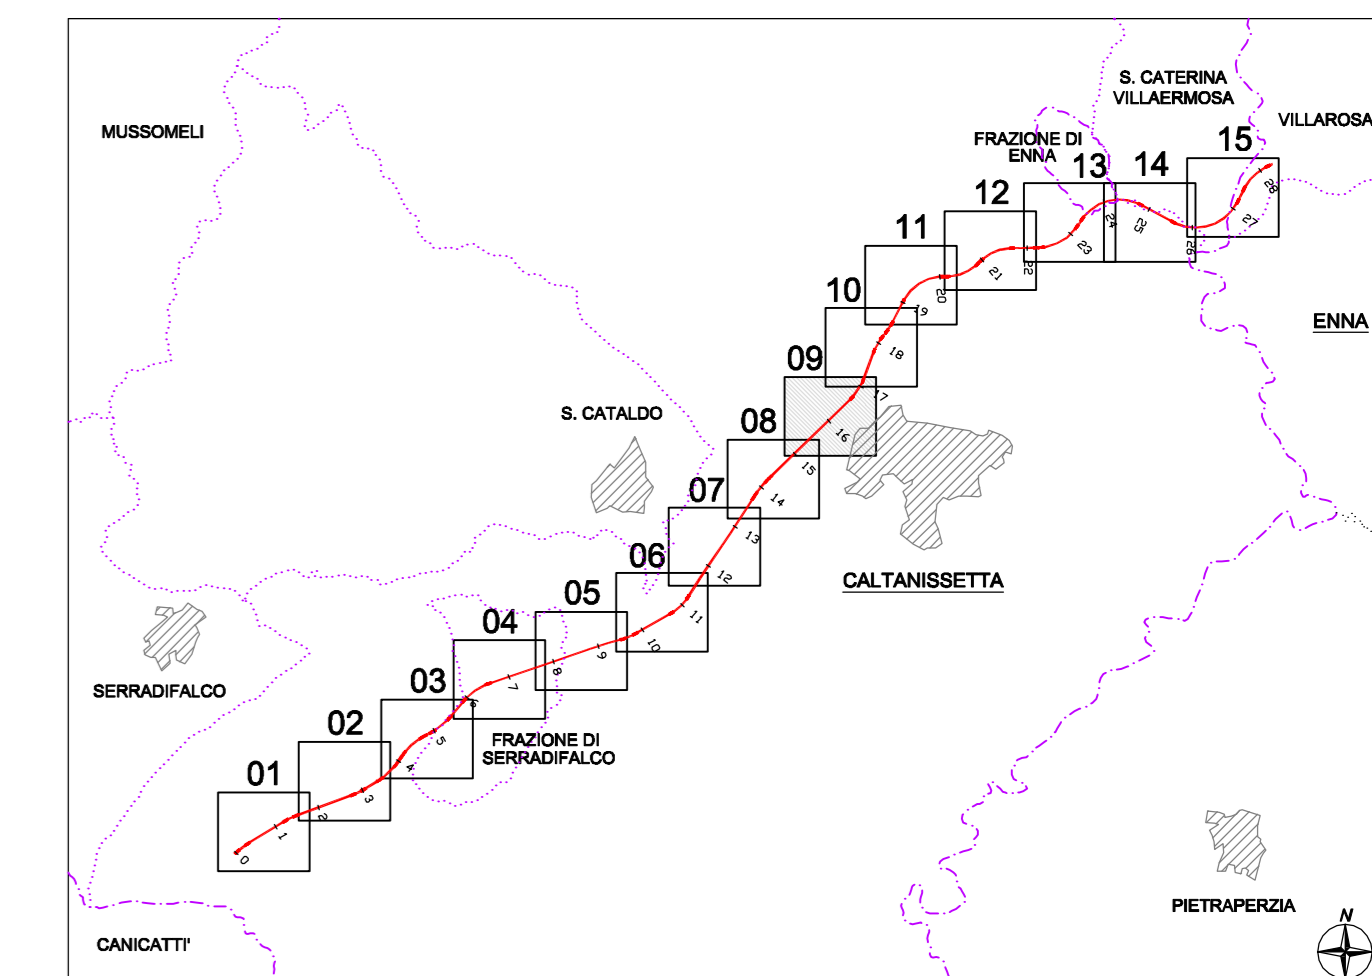 S. CATERINA
VILLAERMOSA
MUSSOMELI
VILLAROSA
FRAZIONE DI
ENNA
15
13
14
12
11
10
09
08
07
06
05
04
03
02
01
ENNA
S. CATALDO
CALTANISSETTA
SERRADIFALCO
FRAZIONE DI
SERRADIFALCO
PIETRAPERZIA
CANICATTI'
N
0
1
2
3
4
5
6
7
8
9
10
11
12
13
14
15
16
17
18
19
20
21
22
23
24
25
26
27
28